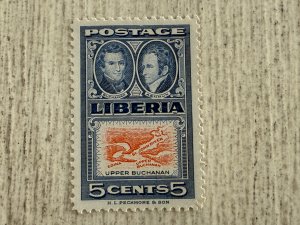 POSTAGE
LIBERIA
UPPER BUCHANAN
5 CENTS 5
H. L. PECKMORE & SON